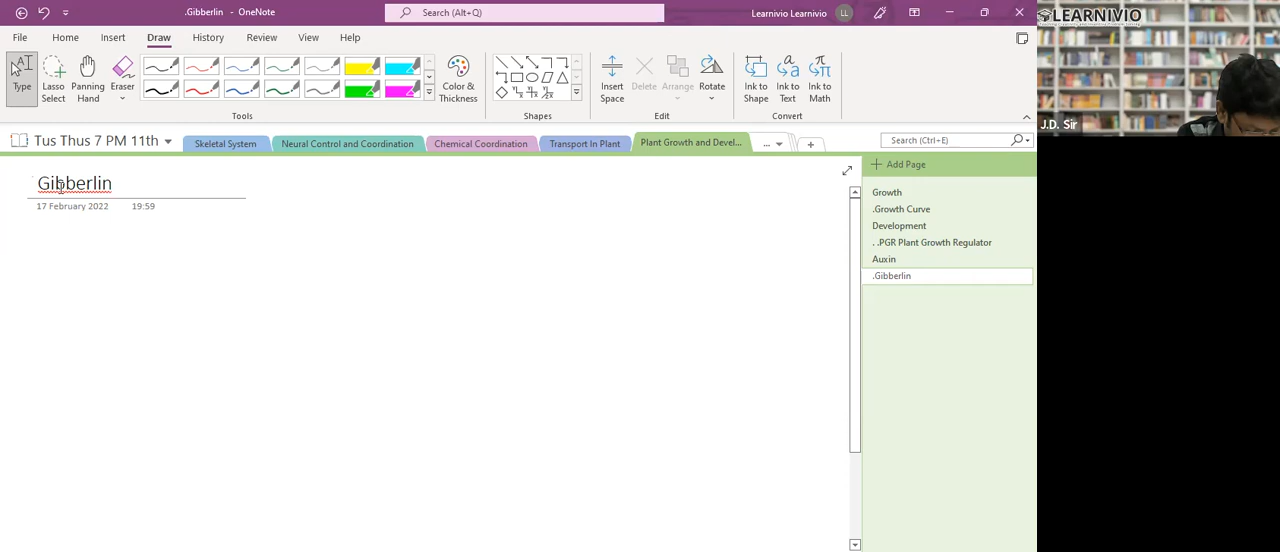 .Gibberlin - OneNote
Search (Alt+Q)
Learnivio Learnivio
LL
File
Home
Insert
Draw
History
Review
View
Help
Type
Lasso
Select
Panning
Hand
Eraser
Color &
Thickness
Insert
Space
Delete
Arrange
Rotate
Ink to
Shape
Ink to
Text
Ink to
Math
Tools
Shapes
Edit
Convert
Tus Thus 7 PM 11th
Skeletal System
Neural Control and Coordination
Chemical Coordination
Transport In Plant
Plant Growth and Devel...
...
Search (Ctrl+E)
.Gibberlin
17 February 2022 19:59
Add Page
Growth
.Growth Curve
Development
. .PGR Plant Growth Regulator
Auxin
.Gibberlin
LEARNIVIO
J.D. Sir